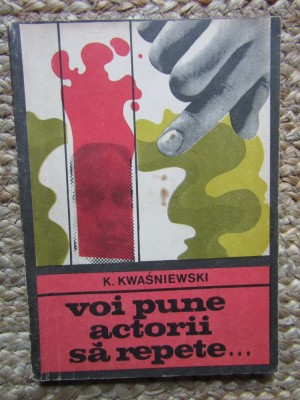 K. KWAŚNIEWSKI
voi pune
actorii
să repete...